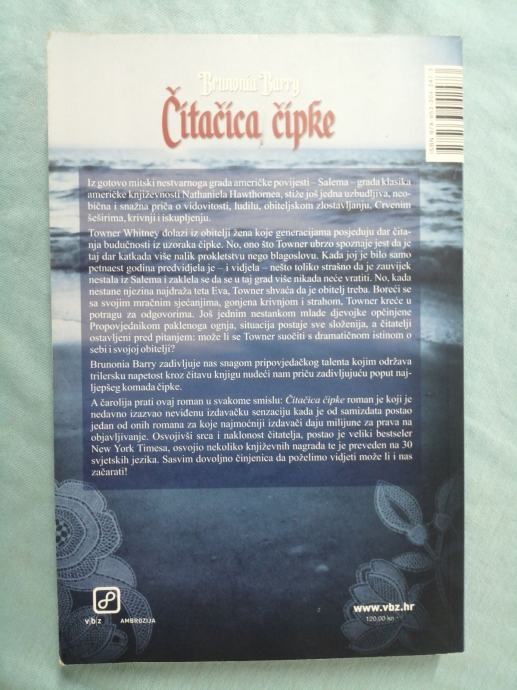 Brunonia Barry
Čitačica čipke
Iz gotovo mitski nestvarnoga grada američke povijesti – Salema – grada klasika
američke književnosti Nathaniela Hawthornea, stiže još jedna uzbudljiva, neo-
bična i snažna priča o vidovitosti, ludilu, obiteljskom zlostavljanju, Crvenim
šeširima, krivnji i iskupljenju.
Towner Whitney dolazi iz obitelji žena koje generacijama posjeduju dar čita-
nja budućnosti iz uzoraka čipke. No, ono što Towner ubrzo spoznaje jest da je
taj dar katkada više nalik prokletstvu nego blagoslovu. Kada joj je bilo samo
petnaest godina predvidjela je – i vidjela – nešto toliko strašno da je zauvijek
nestala iz Salema i zaklela se da se u taj grad više nikada neće vratiti. No, kada
nestane njezina najdraža teta Eva, Towner shvaća da je obitelj treba. Boreći se
sa svojim mračnim sjećanjima, gonjena krivnjom i strahom, Towner kreće u
potragu za odgovorima. Još jednim nestankom mlade djevojke opčinjene
Propovjednikom paklenoga ognja, situacija postaje sve složenija, a čitatelji
ostavljeni pred pitanjem: može li se Towner suočiti s dramatičnom istinom o
sebi i svojoj obitelji?
Brunonia Barry zadivljuje nas snagom pripovjedačkog talenta kojim održava
trilersku napetost kroz čitavu knjigu nudeći nam priču zadivljujuću poput naj-
ljepšeg komada čipke.
A čarolija prati ovaj roman u svakome smislu: Čitačica čipke roman je koji je
nedavno izazvao neviđenu izdavačku senzaciju kada je od samizdata postao
jedan od onih romana za koje najmoćniji izdavači daju milijune za prava na
objavljivanje. Osvojivši srca i naklonost čitatelja, postao je veliki bestseler
New York Timesa, osvojio nekoliko književnih nagrada te je preveden na 30
svjetskih jezika. Sasvim dovoljno činjenica da poželimo vidjeti može li i nas
začarati!
v|b|z
AMBROZIJA
www.vbz.hr
120,00 kn